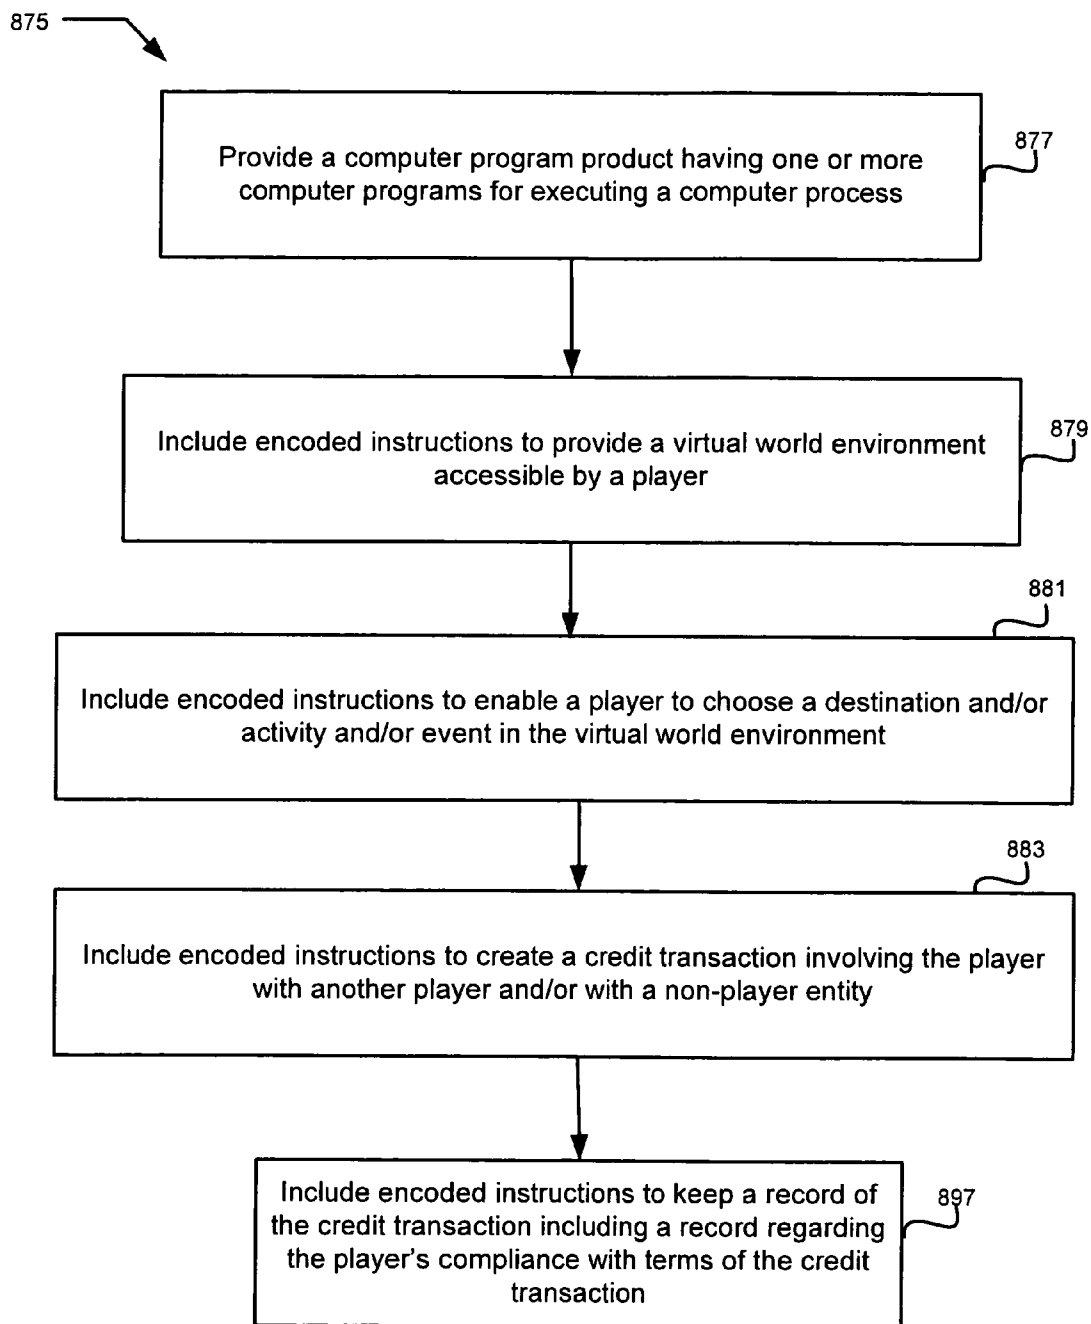 875
Provide a computer program product having one or more
computer programs for executing a computer process
877
Include encoded instructions to provide a virtual world environment
accessible by a player
879
881
Include encoded instructions to enable a player to choose a destination and/or
activity and/or event in the virtual world environment
883
Include encoded instructions to create a credit transaction involving the player
with another player and/or with a non-player entity
Include encoded instructions to keep a record of
the credit transaction including a record regarding
the player's compliance with terms of the credit
transaction
897